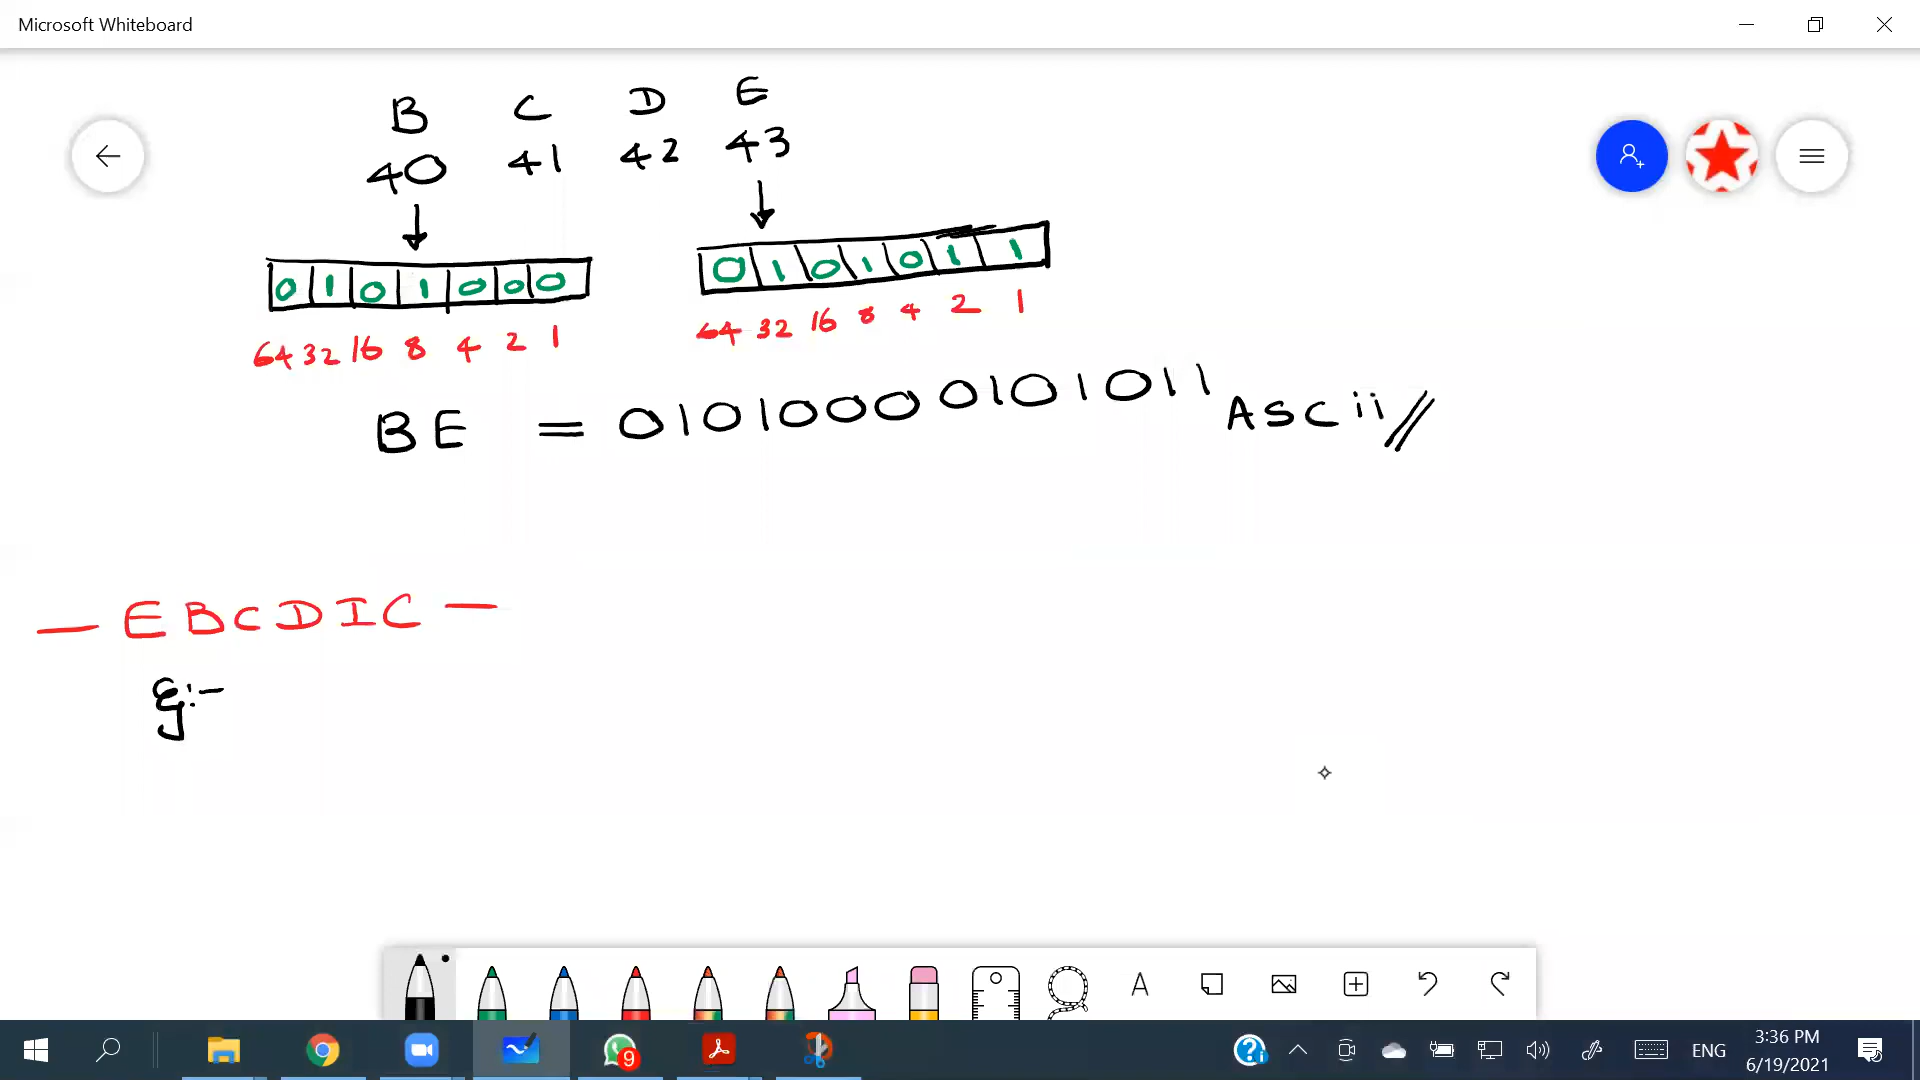 Microsoft Whiteboard
B C D E
40 41 42 43
0 1 0 1 0 0 0
0 1 0 1 0 1 1
64 32 16 8 4 2 1
64 32 16 8 4 2 1
BE = 01010000101011 ASCii
- EBCDIC -
Eg:-
A
9
ENG
3:36 PM
6/19/2021